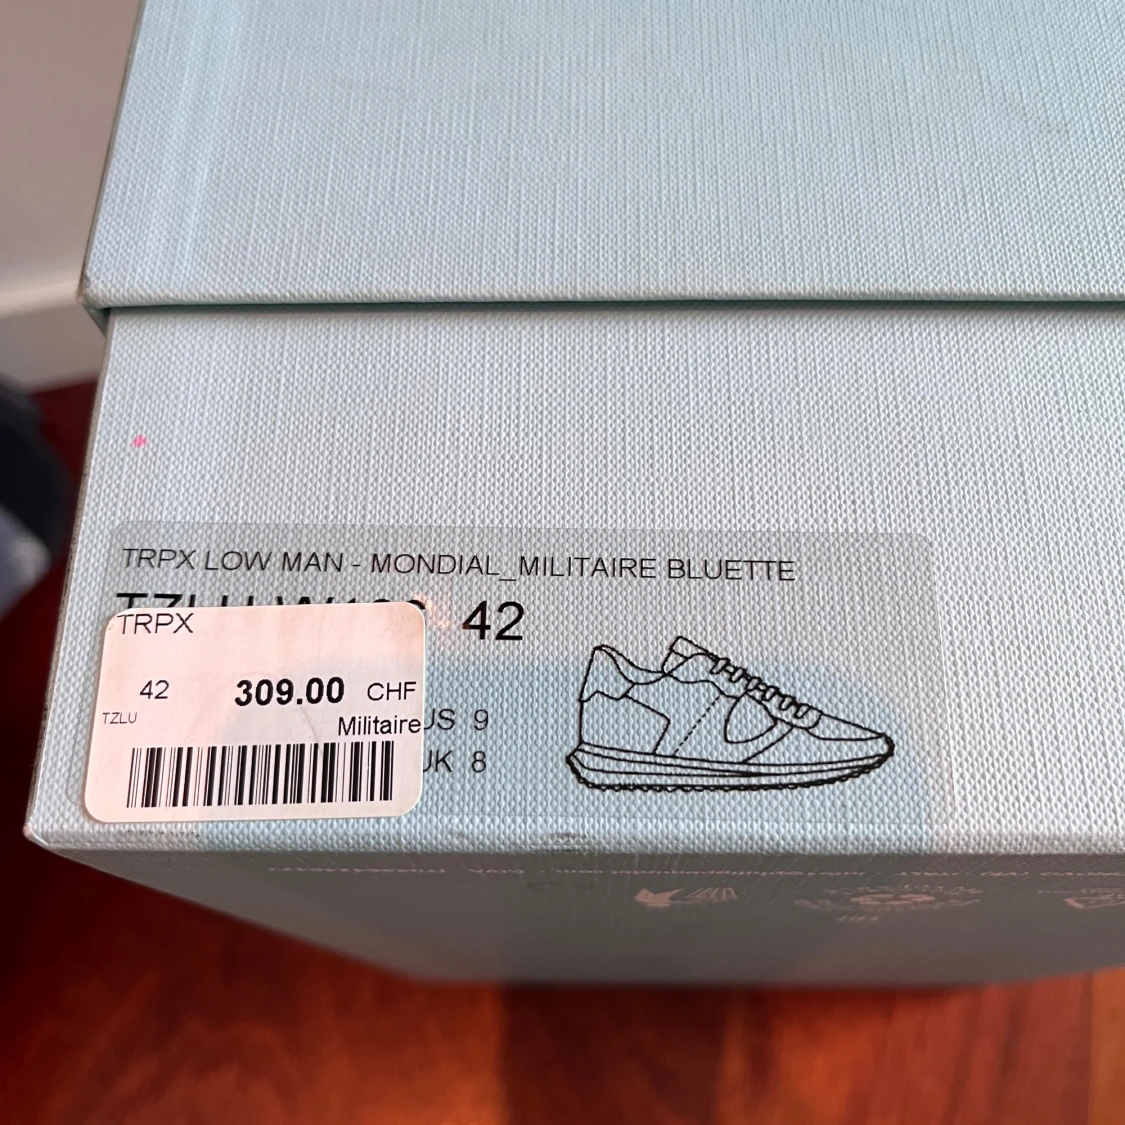 TRPX LOW MAN - MONDIAL_MILITAIRE BLUETTE
42
TRPX
42 309.00 CHF
TZLU
Militaire
US 9
UK 8